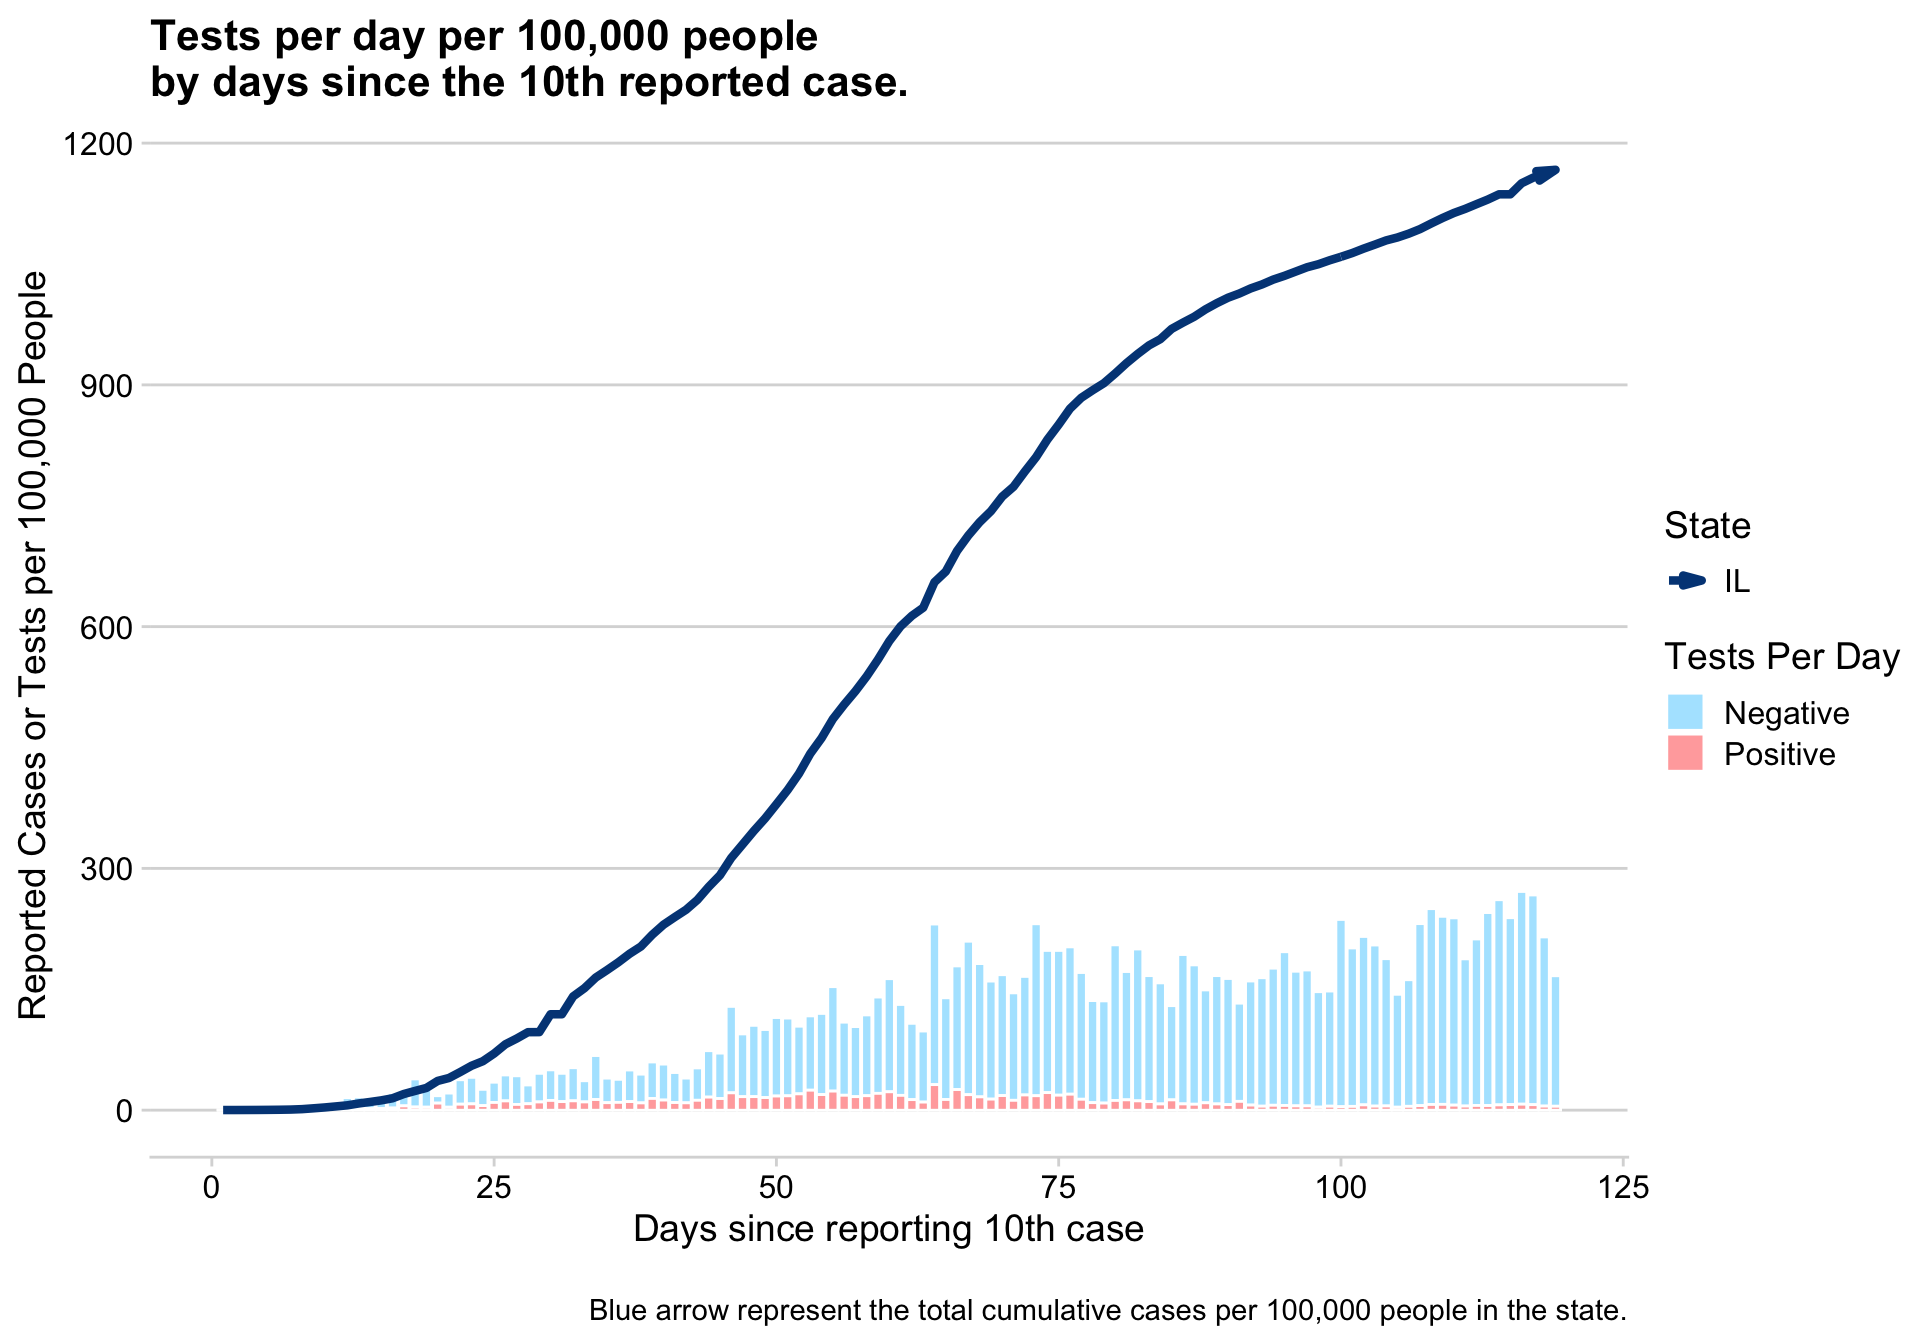 Tests per day per 100,000 people
by days since the 10th reported case.
Reported Cases or Tests per 100,000 People
1200
900
600
300
0
0
25
50
75
100
125
Days since reporting 10th case
State
IL
Tests Per Day
Negative
Positive
Blue arrow represent the total cumulative cases per 100,000 people in the state.